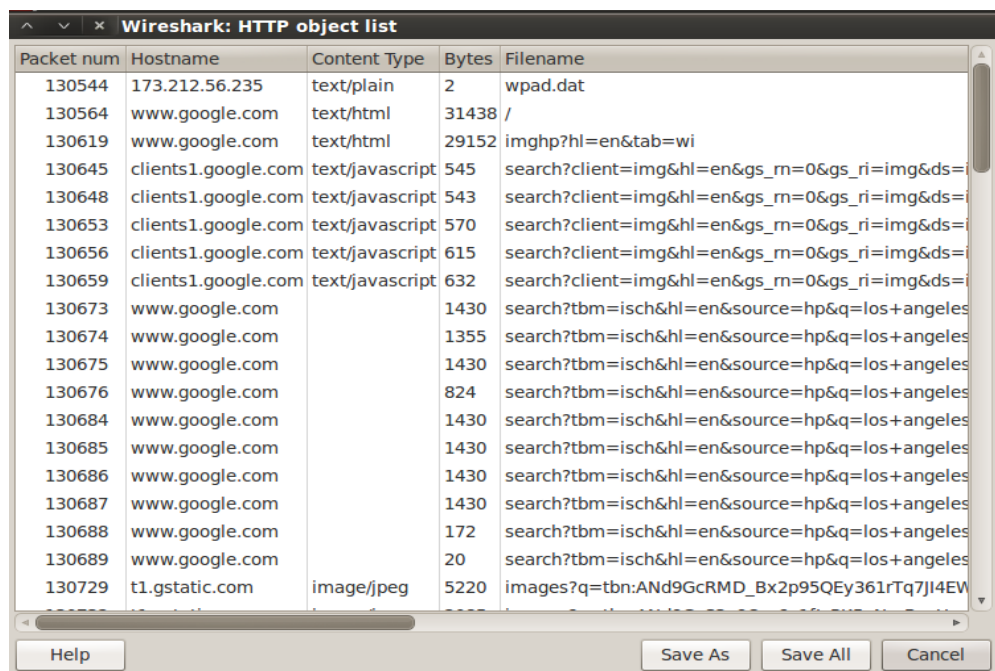 Wireshark: HTTP object list
Packet num Hostname Content Type Bytes Filename
130544 173.212.56.235 text/plain 2 wpad.dat
130564 www.google.com text/html 31438 /
130619 www.google.com text/html 29152 imghp?hl=en&tab=wi
130645 clients1.google.com text/javascript 545 search?client=img&hl=en&gs_rn=0&gs_ri=img&ds=i
130648 clients1.google.com text/javascript 543 search?client=img&hl=en&gs_rn=0&gs_ri=img&ds=i
130653 clients1.google.com text/javascript 570 search?client=img&hl=en&gs_rn=0&gs_ri=img&ds=i
130656 clients1.google.com text/javascript 615 search?client=img&hl=en&gs_rn=0&gs_ri=img&ds=i
130659 clients1.google.com text/javascript 632 search?client=img&hl=en&gs_rn=0&gs_ri=img&ds=i
130673 www.google.com 1430 search?tbm=isch&hl=en&source=hp&q=los+angeles
130674 www.google.com 1355 search?tbm=isch&hl=en&source=hp&q=los+angeles
130675 www.google.com 1430 search?tbm=isch&hl=en&source=hp&q=los+angeles
130676 www.google.com 824 search?tbm=isch&hl=en&source=hp&q=los+angeles
130684 www.google.com 1430 search?tbm=isch&hl=en&source=hp&q=los+angeles
130685 www.google.com 1430 search?tbm=isch&hl=en&source=hp&q=los+angeles
130686 www.google.com 1430 search?tbm=isch&hl=en&source=hp&q=los+angeles
130687 www.google.com 1430 search?tbm=isch&hl=en&source=hp&q=los+angeles
130688 www.google.com 172 search?tbm=isch&hl=en&source=hp&q=los+angeles
130689 www.google.com 20 search?tbm=isch&hl=en&source=hp&q=los+angeles
130729 t1.gstatic.com image/jpeg 5220 images?q=tbn:ANd9GcRMD_Bx2p95QEy361rTq7JI4EW
Help Save As Save All Cancel